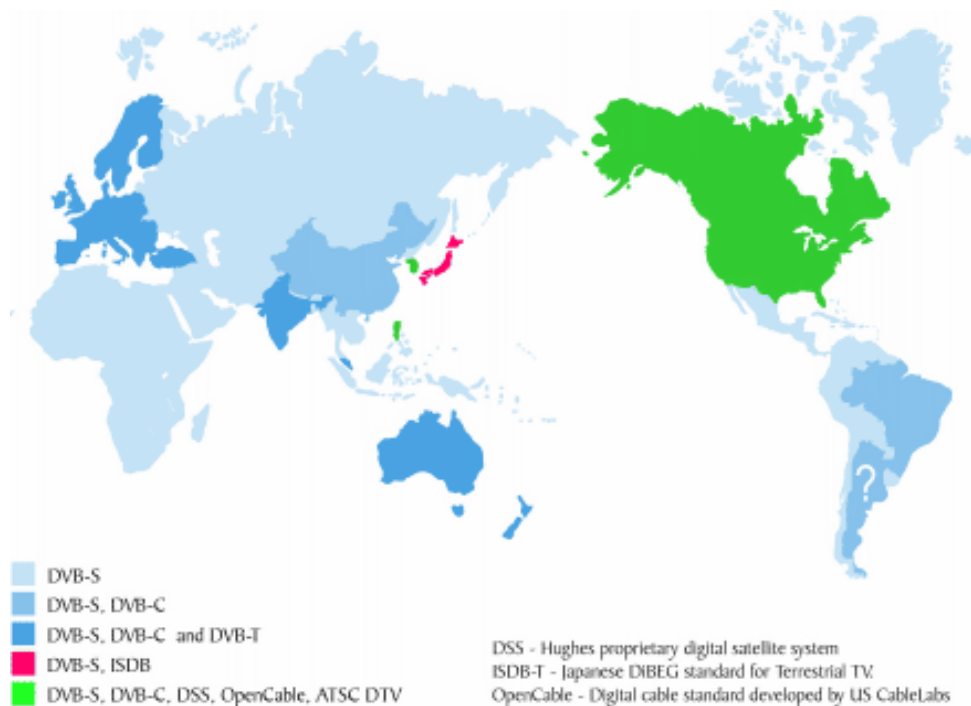 ?
DVB-S
DVB-S, DVB-C
DVB-S, DVB-C and DVB-T
DVB-S, ISDB
DVB-S, DVB-C, DSS, OpenCable, ATSC DTV
DSS - Hughes proprietary digital satellite system
ISDB-T - Japanese DiBEG standard for Terrestrial TV.
OpenCable - Digital cable standard developed by US CableLabs